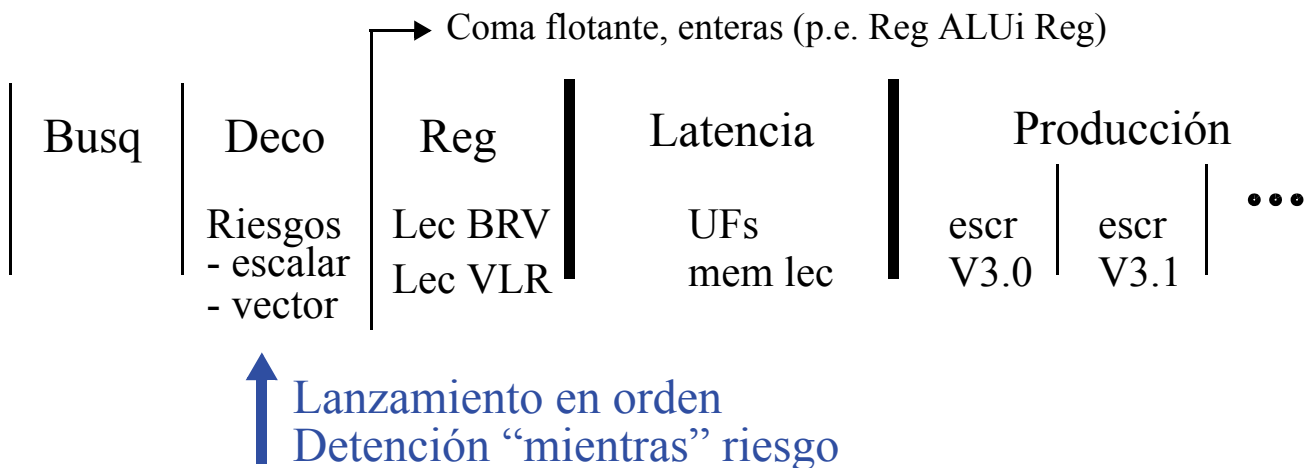 Coma flotante, enteras (p.e. Reg ALUi Reg)
Busq Deco Reg Latencia Producción
Riesgos Lec BRV UFs escr escr
- escalar Lec VLR mem lec V3.0 V3.1
- vector
Lanzamiento en orden
Detención “mientras” riesgo